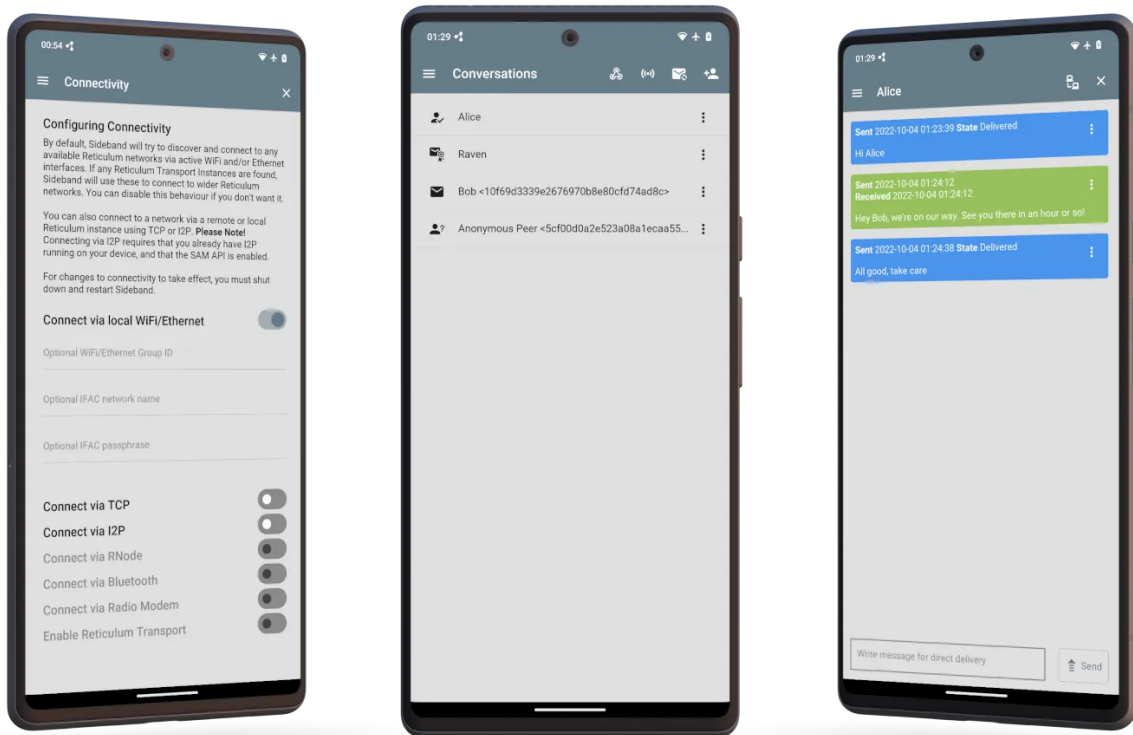 00:54
Connectivity
Configuring Connectivity
By default, Sideband will try to discover and connect to any
available Reticulum networks via active WiFi and/or Ethernet
interfaces. If any Reticulum Transport Instances are found,
Sideband will use these to connect to wider Reticulum
networks. You can disable this behaviour if you don't want it.
You can also connect to a network via a remote or local
Reticulum instance using TCP or I2P. Please Note!
Connecting via I2P requires that you already have I2P
running on your device, and that the SAM API is enabled.
For changes to connectivity to take effect, you must shut
down and restart Sideband.
Connect via local WiFi/Ethernet
Optional WiFi/Ethernet Group ID
Optional IFAC network name
Optional IFAC passphrase
Connect via TCP
Connect via I2P
Connect via RNode
Connect via Bluetooth
Connect via Radio Modem
Enable Reticulum Transport
01:29
Conversations
Alice
Raven
Bob <10f69d3339e2676970b8e80cfd74ad8c>
Anonymous Peer <5cf00d0a2e523a08a1ecaa55...
01:29
Alice
Sent 2022-10-04 01:23:39 State Delivered
Hi Alice
Sent 2022-10-04 01:24:12
Received 2022-10-04 01:24:12
Hey Bob, we're on our way. See you there in an hour or so!
Sent 2022-10-04 01:24:38 State Delivered
All good, take care
Write message for direct delivery
Send